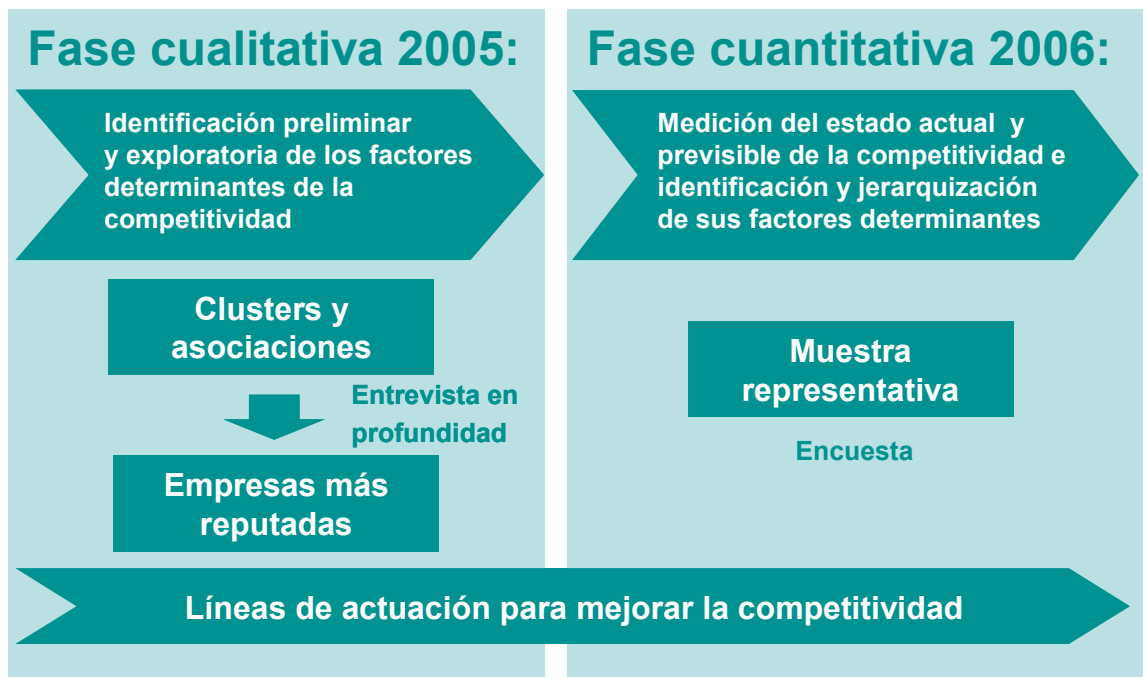 Fase cualitativa 2005:
Identificación preliminar
y exploratoria de los factores
determinantes de la
competitividad
Clusters y
asociaciones
Entrevista en
profundidad
Empresas más
reputadas
Fase cuantitativa 2006:
Medición del estado actual y
previsible de la competitividad e
identificación y jerarquización
de sus factores determinantes
Muestra
representativa
Encuesta
Líneas de actuación para mejorar la competitividad